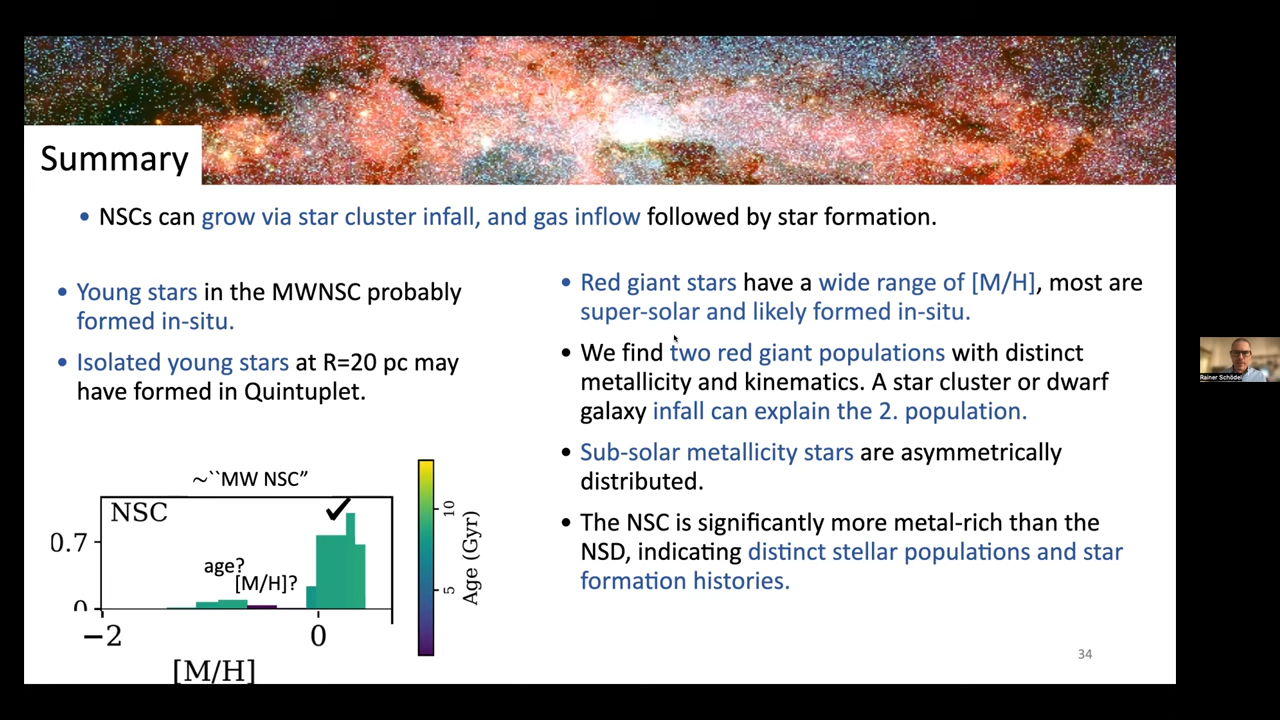 Summary
• NSCs can grow via star cluster infall, and gas inflow followed by star formation.
• Young stars in the MWNSC probably
formed in-situ.
• Isolated young stars at R=20 pc may
have formed in Quintuplet.
• Red giant stars have a wide range of [M/H], most are
super-solar and likely formed in-situ.
• We find two red giant populations with distinct
metallicity and kinematics. A star cluster or dwarf
galaxy infall can explain the 2. population.
• Sub-solar metallicity stars are asymmetrically
distributed.
• The NSC is significantly more metal-rich than the
NSD, indicating distinct stellar populations and star
formation histories.
~``MW NSC”
NSC ✓
0.7
age?
[M/H]?
0
−2 0
[M/H]
10
5
Age (Gyr)
34
Rainer Schödel